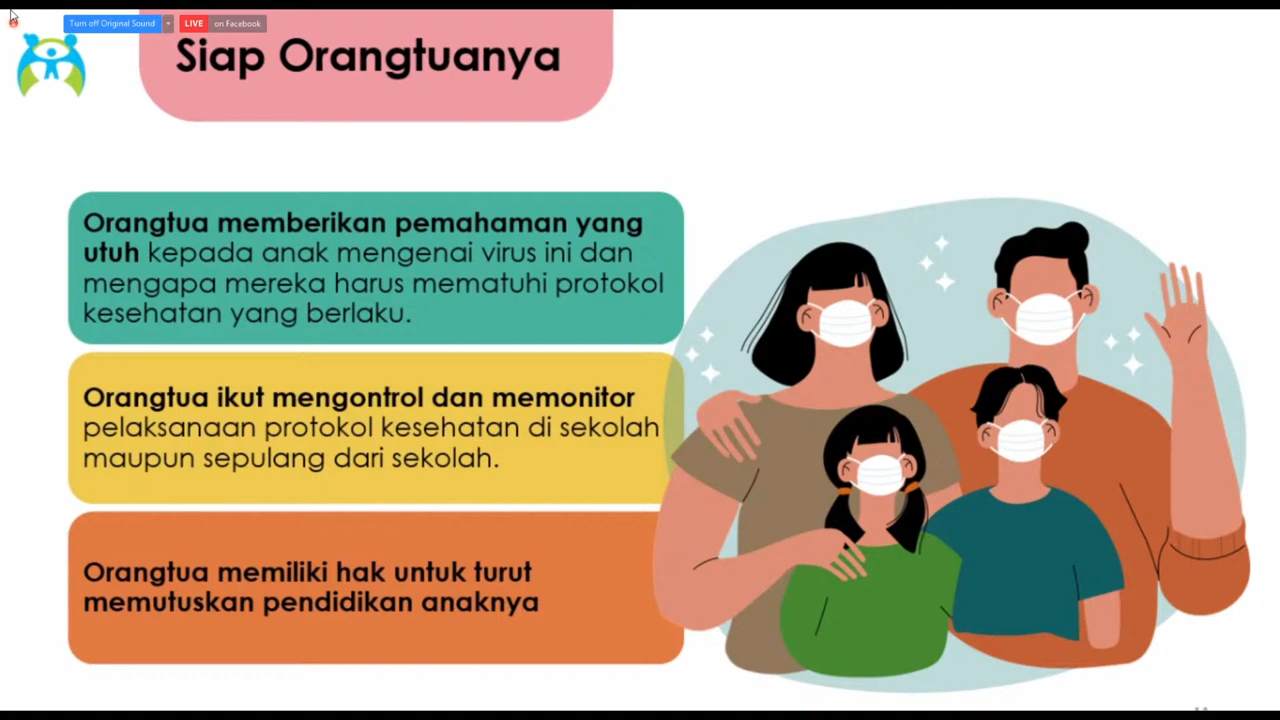 Turn off Original Sound
LIVE on Facebook
Siap Orangtuanya
Orangtua memberikan pemahaman yang
utuh kepada anak mengenai virus ini dan
mengapa mereka harus mematuhi protokol
kesehatan yang berlaku.
Orangtua ikut mengontrol dan memonitor
pelaksanaan protokol kesehatan di sekolah
maupun sepulang dari sekolah.
Orangtua memiliki hak untuk turut
memutuskan pendidikan anaknya